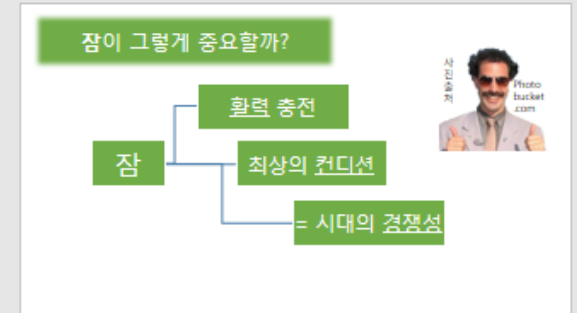 잠이 그렇게 중요할까?
사진출처
Photo
bucket
.com
활력 충전
잠
최상의 컨디션
= 시대의 경쟁성